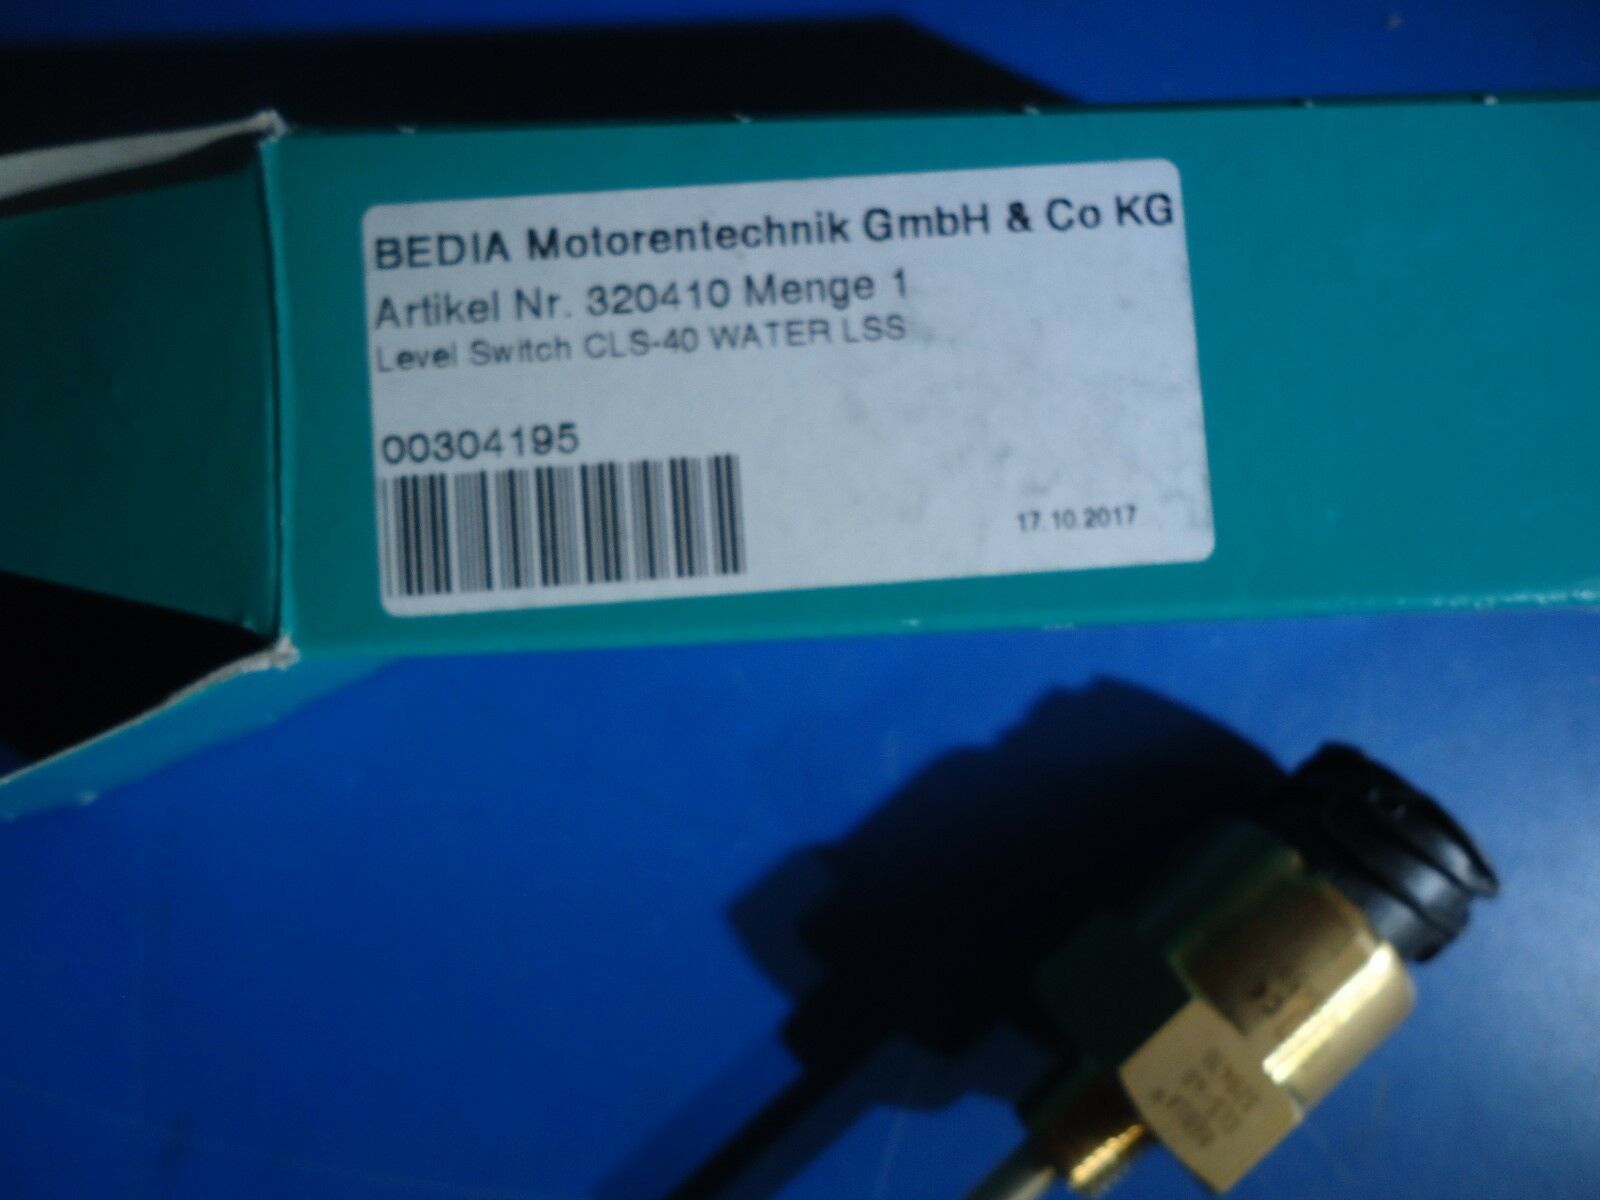 BEDIA Motorentechnik GmbH & Co KG
Artikel Nr. 320410 Menge 1
Level Switch CLS-40 WATER LSS
00304195
17.10.2017